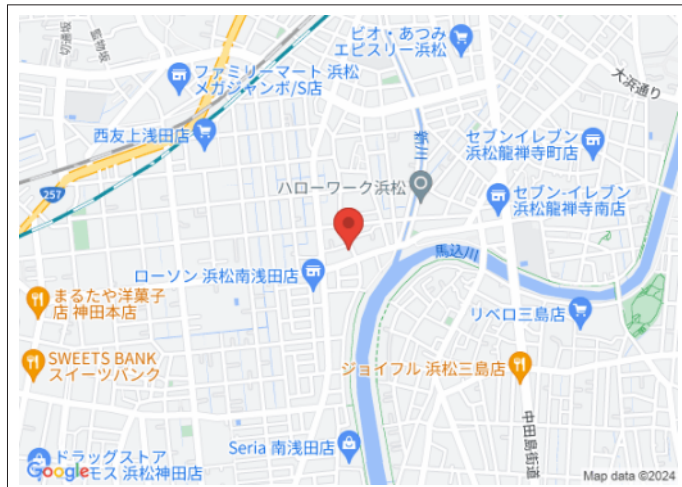 切通坂
ビオ・あつみ
エピスリー浜松
ファミリーマート 浜松
メガジャンボ/S店
大浜通り
西友上浅田店
新川
セブンイレブン
浜松龍禅寺町店
257
ハローワーク浜松
セブン-イレブン
浜松龍禅寺南店
馬込川
ローソン 浜松南浅田店
まるたや洋菓子
店 神田本店
リベロ三島店
SWEETS BANK
スイーツバンク
ジョイフル 浜松三島店
中田島街道
Seria 南浅田店
ドラッグストア
モス 浜松神田店
Google
Map data ©2024